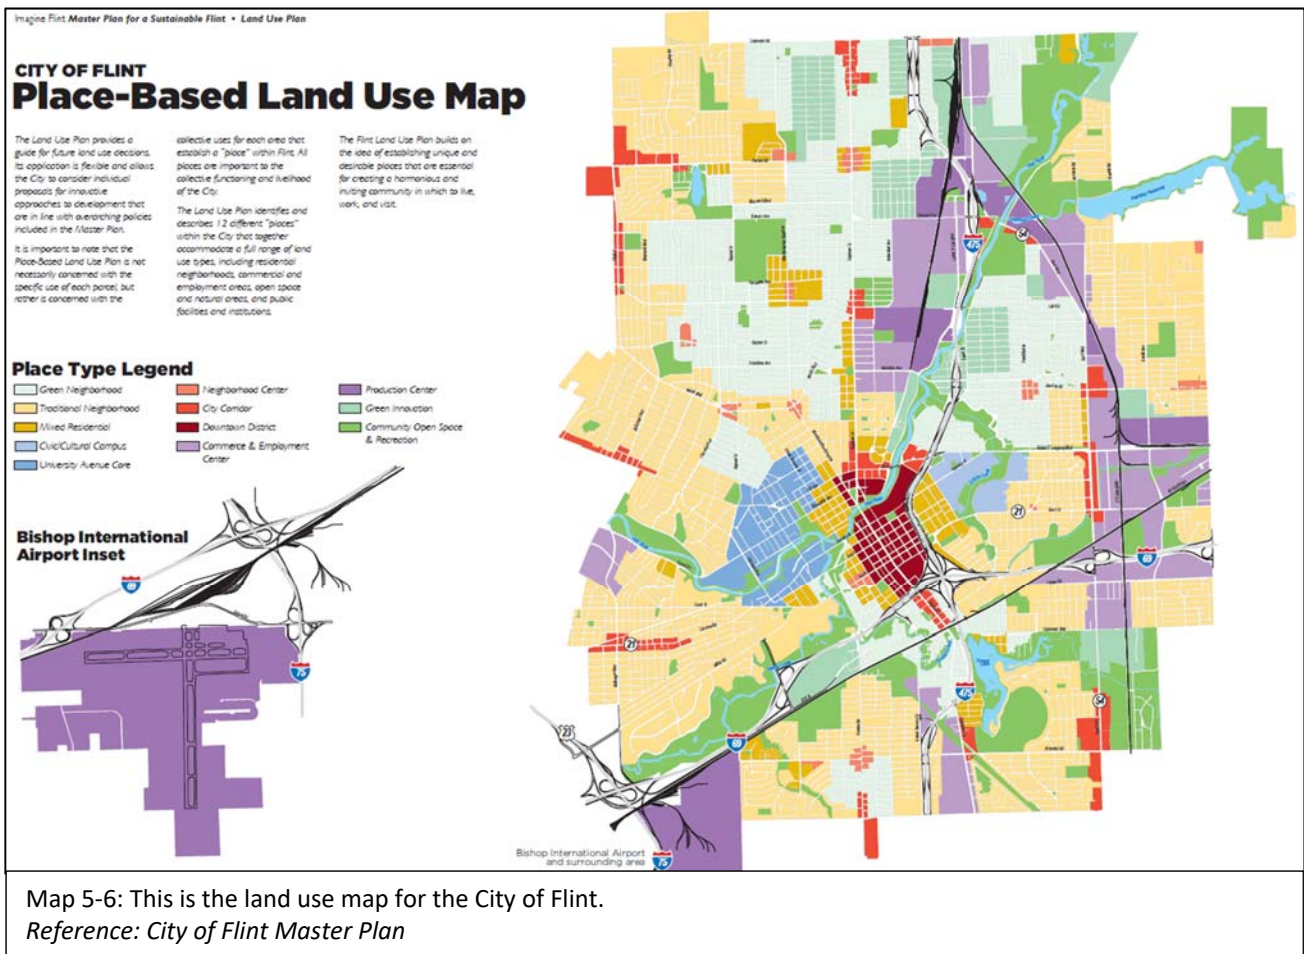 Imagine Flint Master Plan for a Sustainable Flint • Land Use Plan
CITY OF FLINT
Place-Based Land Use Map
The Land Use Plan provides a
guide for future land use decisions.
Its application is flexible and allows
the City to consider individual
proposals for innovative
approaches to development that
are in line with overarching policies
included in the Master Plan.
It is important to note that the
Place-Based Land Use Plan is not
necessarily concerned with the
specific use of each parcel, but
rather is concerned with the
collective uses for each area that
establish a "place" within Flint. All
places are important to the
collective functioning and livelihood
of the City.
The Land Use Plan identifies and
describes 12 different "places"
within the City that together
accommodate a full range of land
use types, including residential
neighborhoods, commercial and
employment areas, open space
and natural areas, and public
facilities and institutions.
The Flint Land Use Plan builds on
the idea of establishing unique and
desirable places that are essential
for creating a harmonious and
inviting community in which to live,
work, and visit.
Place Type Legend
Green Neighborhood
Traditional Neighborhood
Mixed Residential
Civic/Cultural Campus
University Avenue Core
Neighborhood Center
City Corridor
Downtown District
Commerce & Employment
Center
Production Center
Green Innovation
Community Open Space
& Recreation
Bishop International
Airport Inset
69
75
475
54
21
69
21
475
54
23
69
Bishop International Airport
and surrounding area
75
Map 5-6: This is the land use map for the City of Flint.
Reference: City of Flint Master Plan